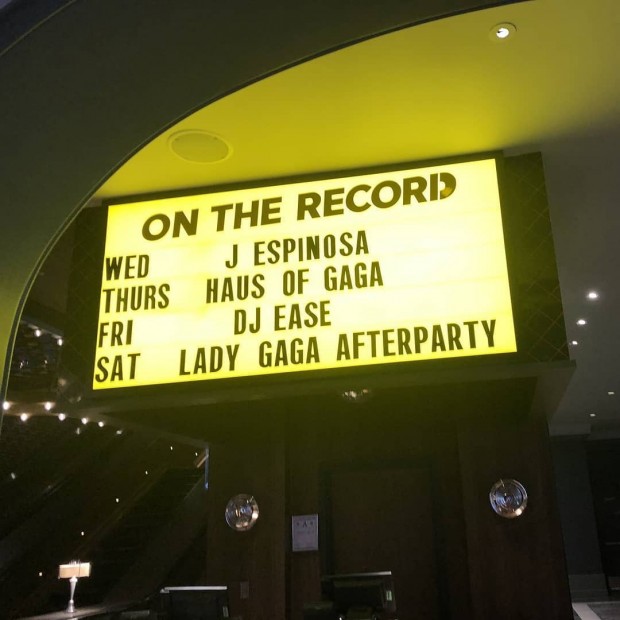 ON THE RECORD
WED J ESPINOSA
THURS HAUS OF GAGA
FRI DJ EASE
SAT LADY GAGA AFTERPARTY